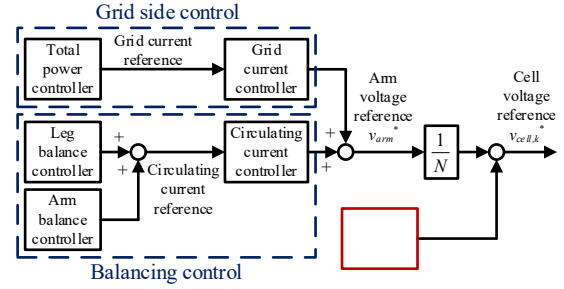 Grid side control
Total
power
controller
Grid current
reference
Grid
current
controller
Arm
voltage
reference
v_arm*
Cell
voltage
reference
v_cell,k*
Leg
balance
controller
+
+
Circulating
current
controller
+
+
1
N
Circulating
current
reference
Arm
balance
controller
Balancing control